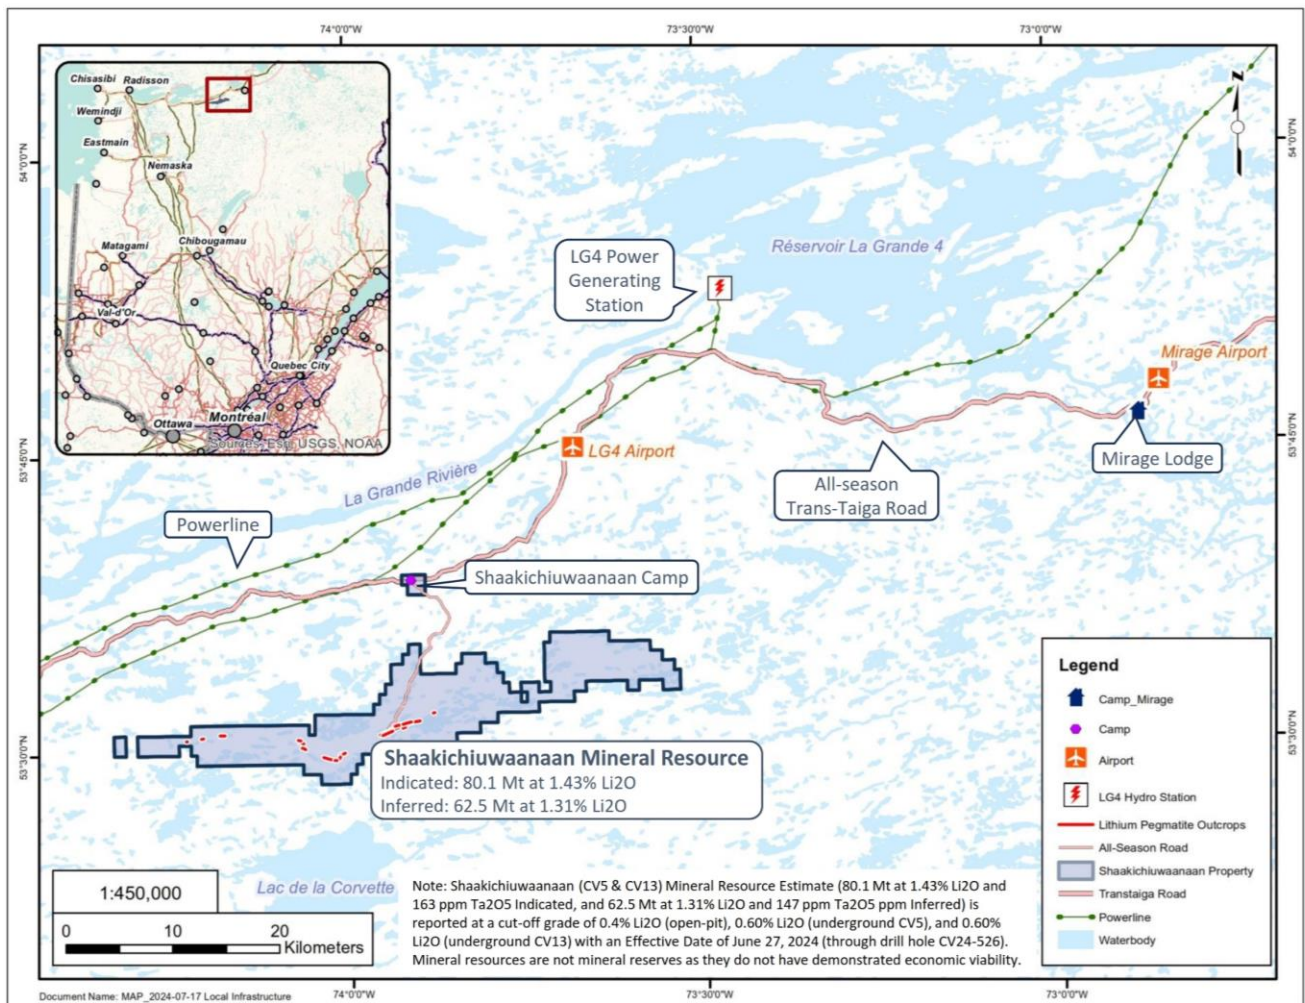 74°0'0"W
73°30'0"W
73°0'0"W
54°0'0"N
54°0'0"N
N
Chisasibi
Radisson
Wemindji
Eastmain
Nemaska
Matagami
Chibougamau
Val-d'Or
Quebec City
Montréal
Ottawa
Sources: Esri, USGS, NOAA
LG4 Power
Generating
Station
Réservoir La Grande 4
Mirage Airport
Mirage Lodge
LG4 Airport
All-season
Trans-Taiga Road
53°45'0"N
53°45'0"N
La Grande Rivière
Powerline
Shaakichiuwaanaan Camp
Shaakichiuwaanaan Mineral Resource
Indicated: 80.1 Mt at 1.43% Li2O
Inferred: 62.5 Mt at 1.31% Li2O
53°30'0"N
53°30'0"N
Legend
Camp_Mirage
Camp
Airport
LG4 Hydro Station
Lithium Pegmatite Outcrops
All-Season Road
Shaakichiuwaanaan Property
Transtaiga Road
Powerline
Waterbody
1:450,000
0 10 20
Kilometers
Lac de la Corvette
Note: Shaakichiuwaanaan (CV5 & CV13) Mineral Resource Estimate (80.1 Mt at 1.43% Li2O and
163 ppm Ta2O5 Indicated, and 62.5 Mt at 1.31% Li2O and 147 ppm Ta2O5 ppm Inferred) is
reported at a cut-off grade of 0.4% Li2O (open-pit), 0.60% Li2O (underground CV5), and 0.60%
Li2O (underground CV13) with an Effective Date of June 27, 2024 (through drill hole CV24-526).
Mineral resources are not mineral reserves as they do not have demonstrated economic viability.
Document Name: MAP_2024-07-17 Local Infrastructure
74°0'0"W
73°30'0"W
73°0'0"W